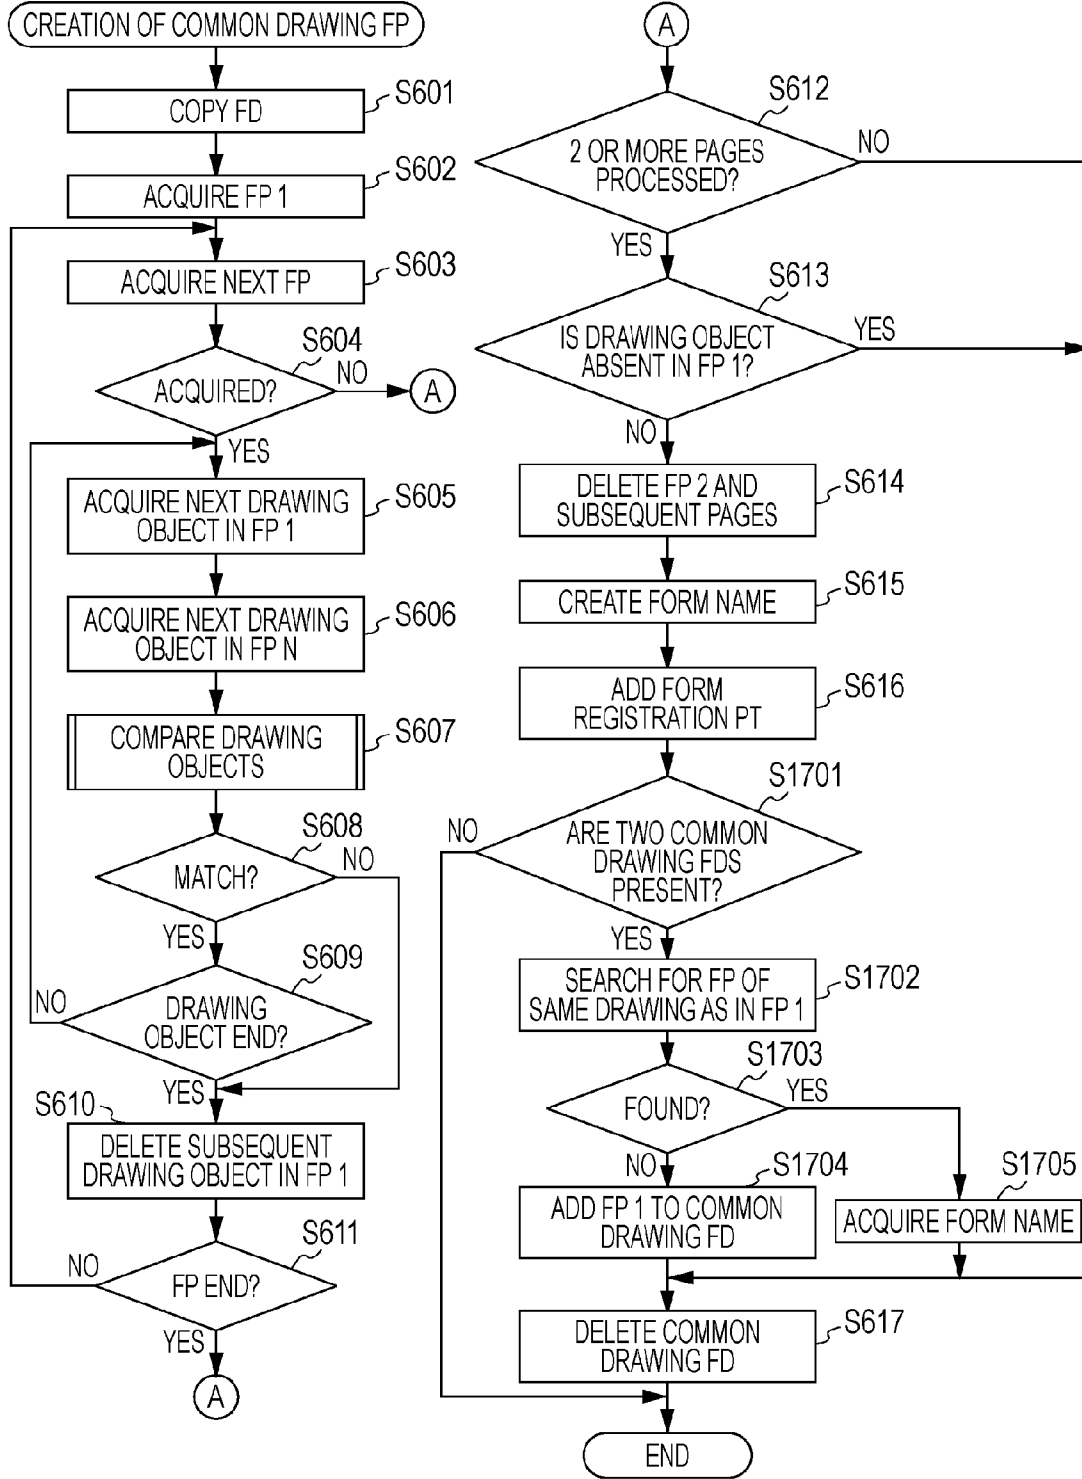 CREATION OF COMMON DRAWING FP
S601
COPY FD
S602
ACQUIRE FP 1
S603
ACQUIRE NEXT FP
S604
ACQUIRED?
NO
A
YES
S605
ACQUIRE NEXT DRAWING
OBJECT IN FP 1
S606
ACQUIRE NEXT DRAWING
OBJECT IN FP N
S607
COMPARE DRAWING
OBJECTS
S608
MATCH?
NO
YES
S609
NO
DRAWING
OBJECT END?
YES
S610
DELETE SUBSEQUENT
DRAWING OBJECT IN FP 1
S611
NO
FP END?
YES
A
A
S612
2 OR MORE PAGES
PROCESSED?
NO
YES
S613
IS DRAWING OBJECT
ABSENT IN FP 1?
YES
NO
S614
DELETE FP 2 AND
SUBSEQUENT PAGES
S615
CREATE FORM NAME
S616
ADD FORM
REGISTRATION PT
S1701
NO
ARE TWO COMMON
DRAWING FDS
PRESENT?
YES
S1702
SEARCH FOR FP OF
SAME DRAWING AS IN FP 1
S1703
FOUND?
YES
NO
S1704
ADD FP 1 TO COMMON
DRAWING FD
S1705
ACQUIRE FORM NAME
S617
DELETE COMMON
DRAWING FD
END